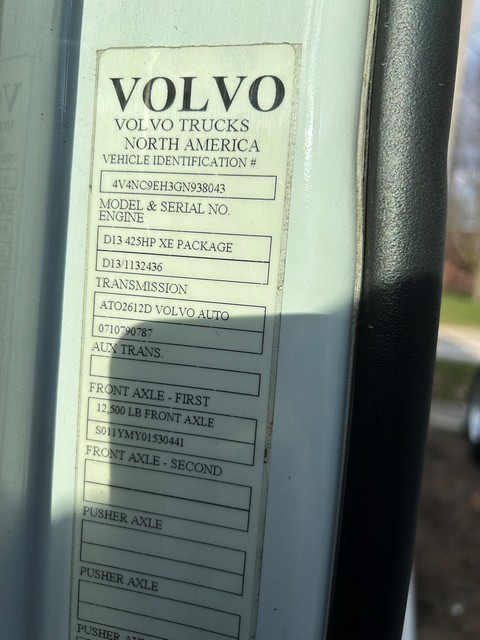 VOLVO
VOLVO TRUCKS
NORTH AMERICA
VEHICLE IDENTIFICATION #
4V4NC9EH3GN938043
MODEL & SERIAL NO.
ENGINE
D13 425HP XE PACKAGE
D13/1132436
TRANSMISSION
ATO2612D VOLVO AUTO
0710790787
AUX TRANS.
FRONT AXLE - FIRST
12,500 LB FRONT AXLE
S011YMY01530441
FRONT AXLE - SECOND
PUSHER AXLE
PUSHER AXLE
PUSHER AXLE